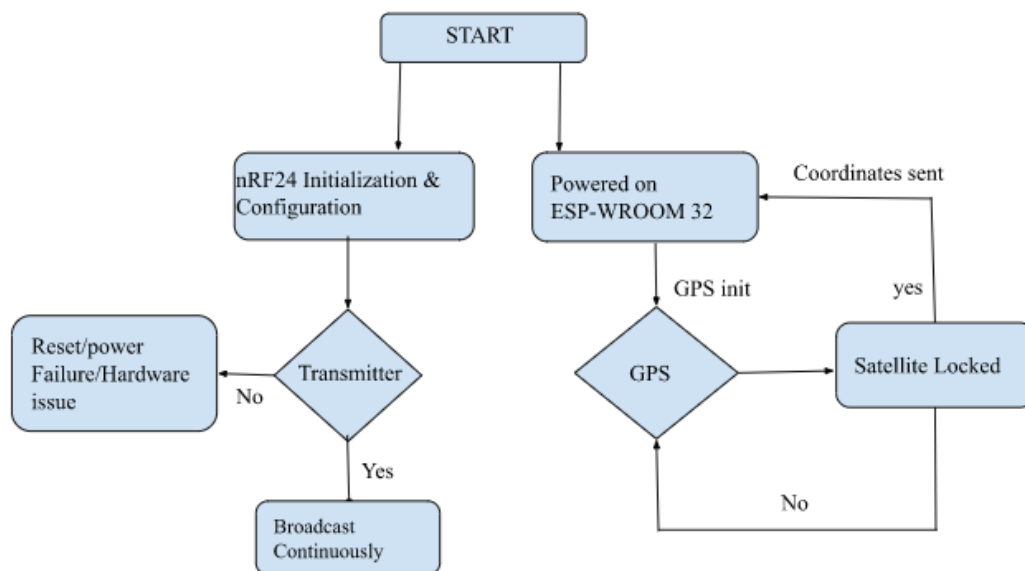 START
nRF24 Initialization &
Configuration
Powered on
ESP-WROOM 32
Coordinates sent
GPS init
yes
Reset/power
Failure/Hardware
issue
Transmitter
No
GPS
Satellite Locked
Yes
No
Broadcast
Continuously